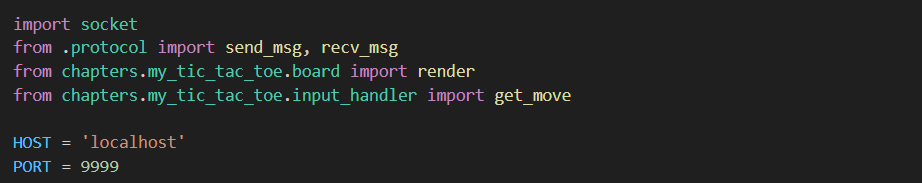 import socket
from .protocol import send_msg, recv_msg
from chapters.my_tic_tac_toe.board import render
from chapters.my_tic_tac_toe.input_handler import get_move
HOST = 'localhost'
PORT = 9999